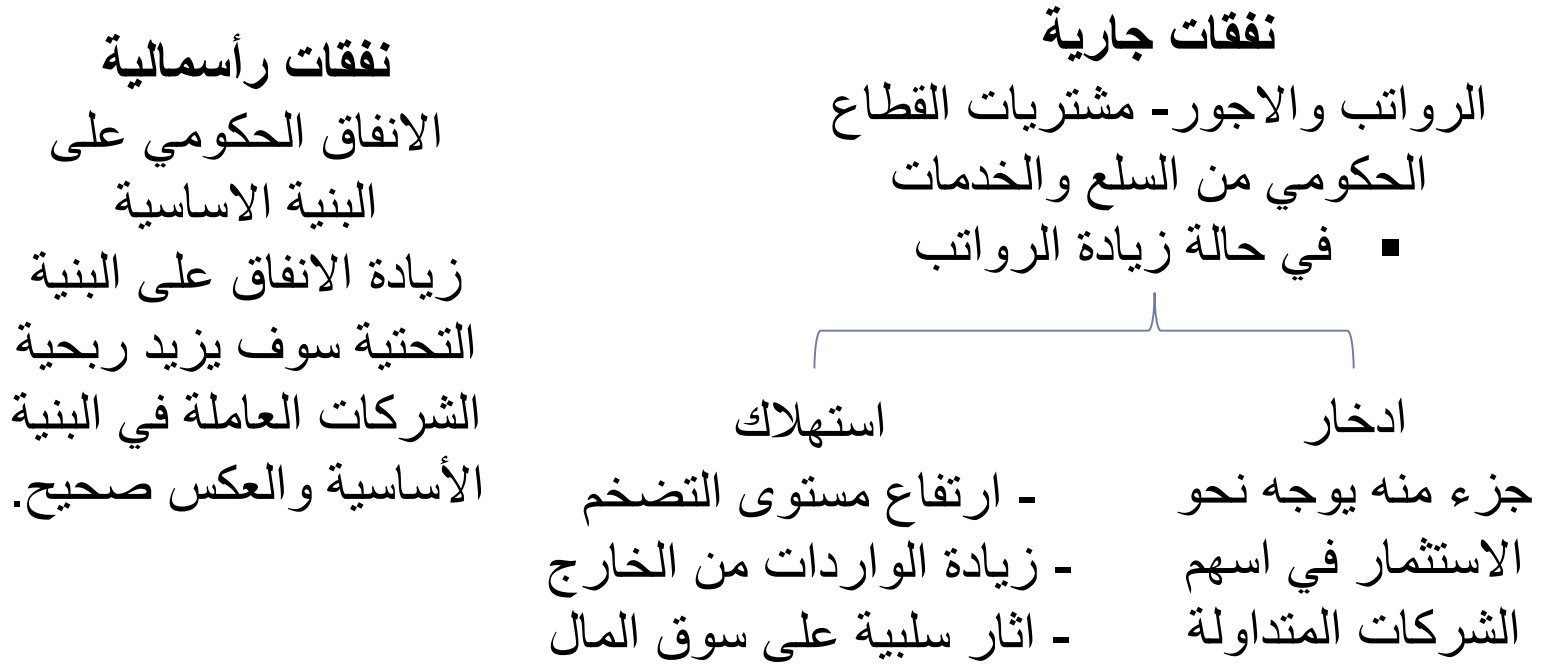 نفقات جارية
الرواتب والاجور- مشتريات القطاع
الحكومي من السلع والخدمات
▪ في حالة زيادة الرواتب
ادخار
جزء منه يوجه نحو
الاستثمار في اسهم
الشركات المتداولة
استهلاك
- ارتفاع مستوى التضخم
- زيادة الواردات من الخارج
- اثار سلبية على سوق المال
نفقات رأسمالية
الانفاق الحكومي على
البنية الاساسية
زيادة الانفاق على البنية
التحتية سوف يزيد ربحية
الشركات العاملة في البنية
الأساسية والعكس صحيح.